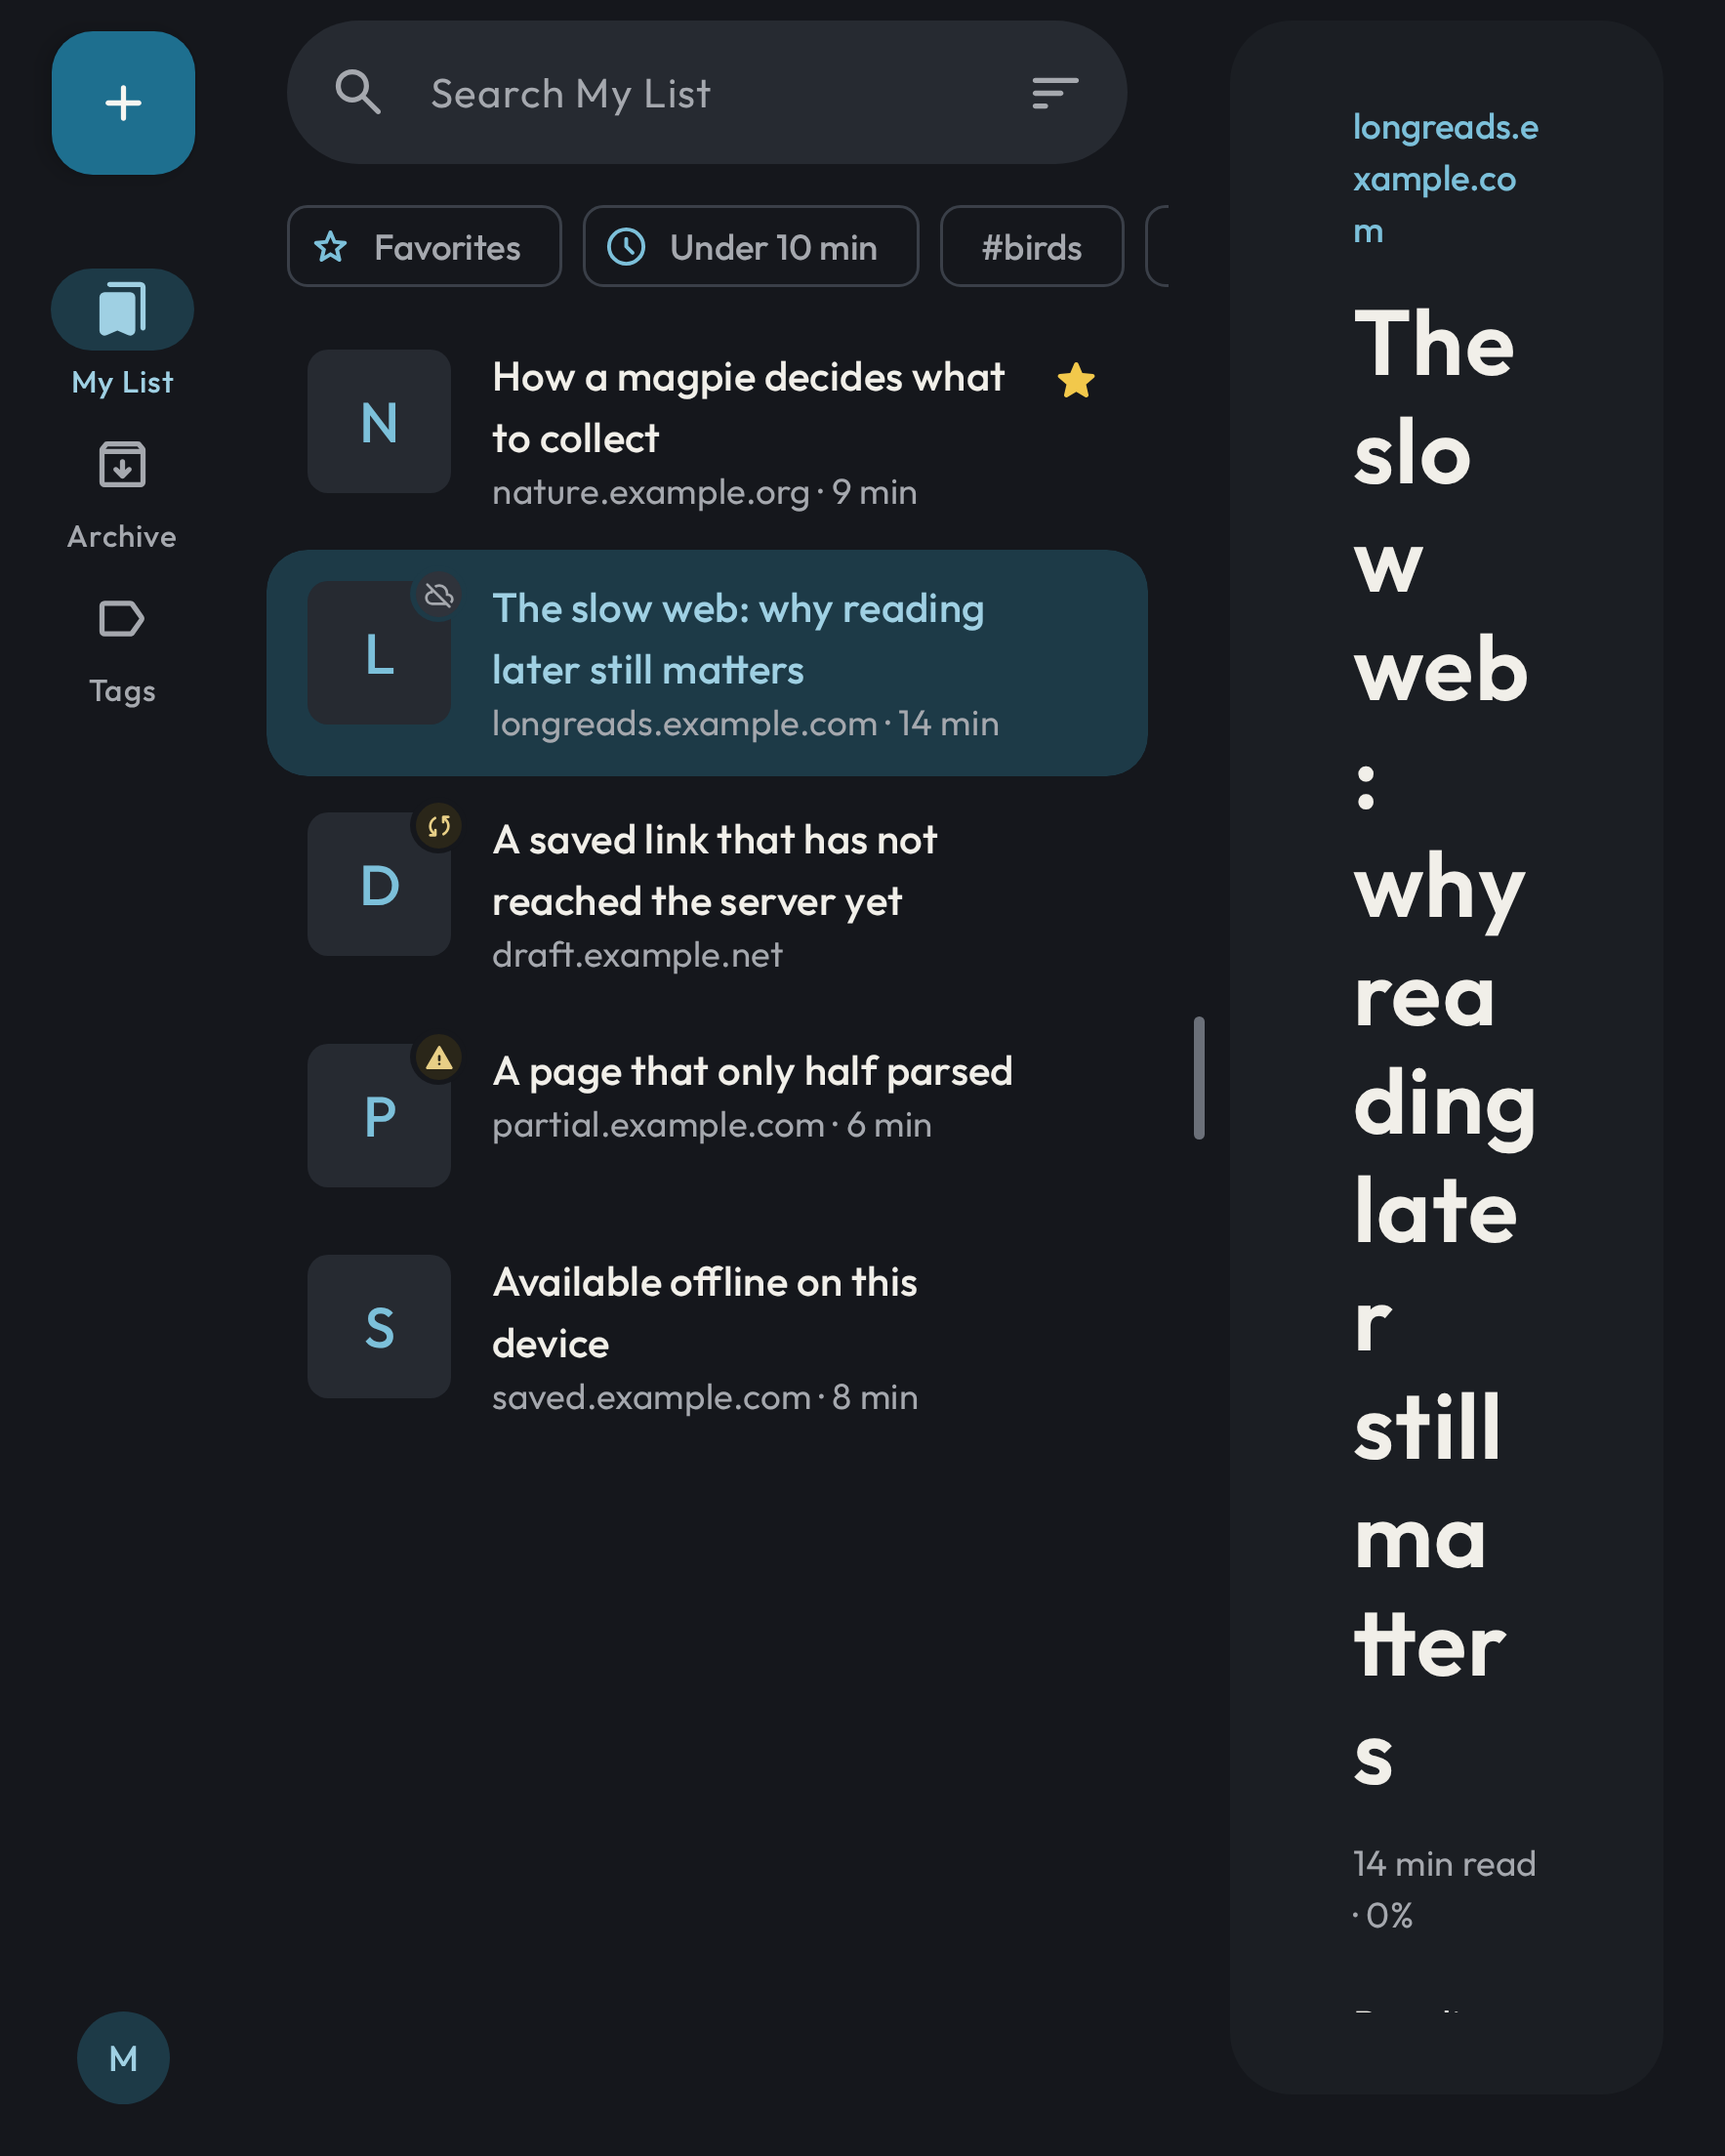 My List
Archive
Tags
M
Search My List
Favorites
Under 10 min
#birds
N
How a magpie decides what
to collect
nature.example.org · 9 min
L
The slow web: why reading
later still matters
longreads.example.com · 14 min
D
A saved link that has not
reached the server yet
draft.example.net
P
A page that only half parsed
partial.example.com · 6 min
S
Available offline on this
device
saved.example.com · 8 min
longreads.e
xample.co
m
The
slo
w
web
:
why
rea
ding
late
r
still
ma
tter
s
14 min read
· 0%